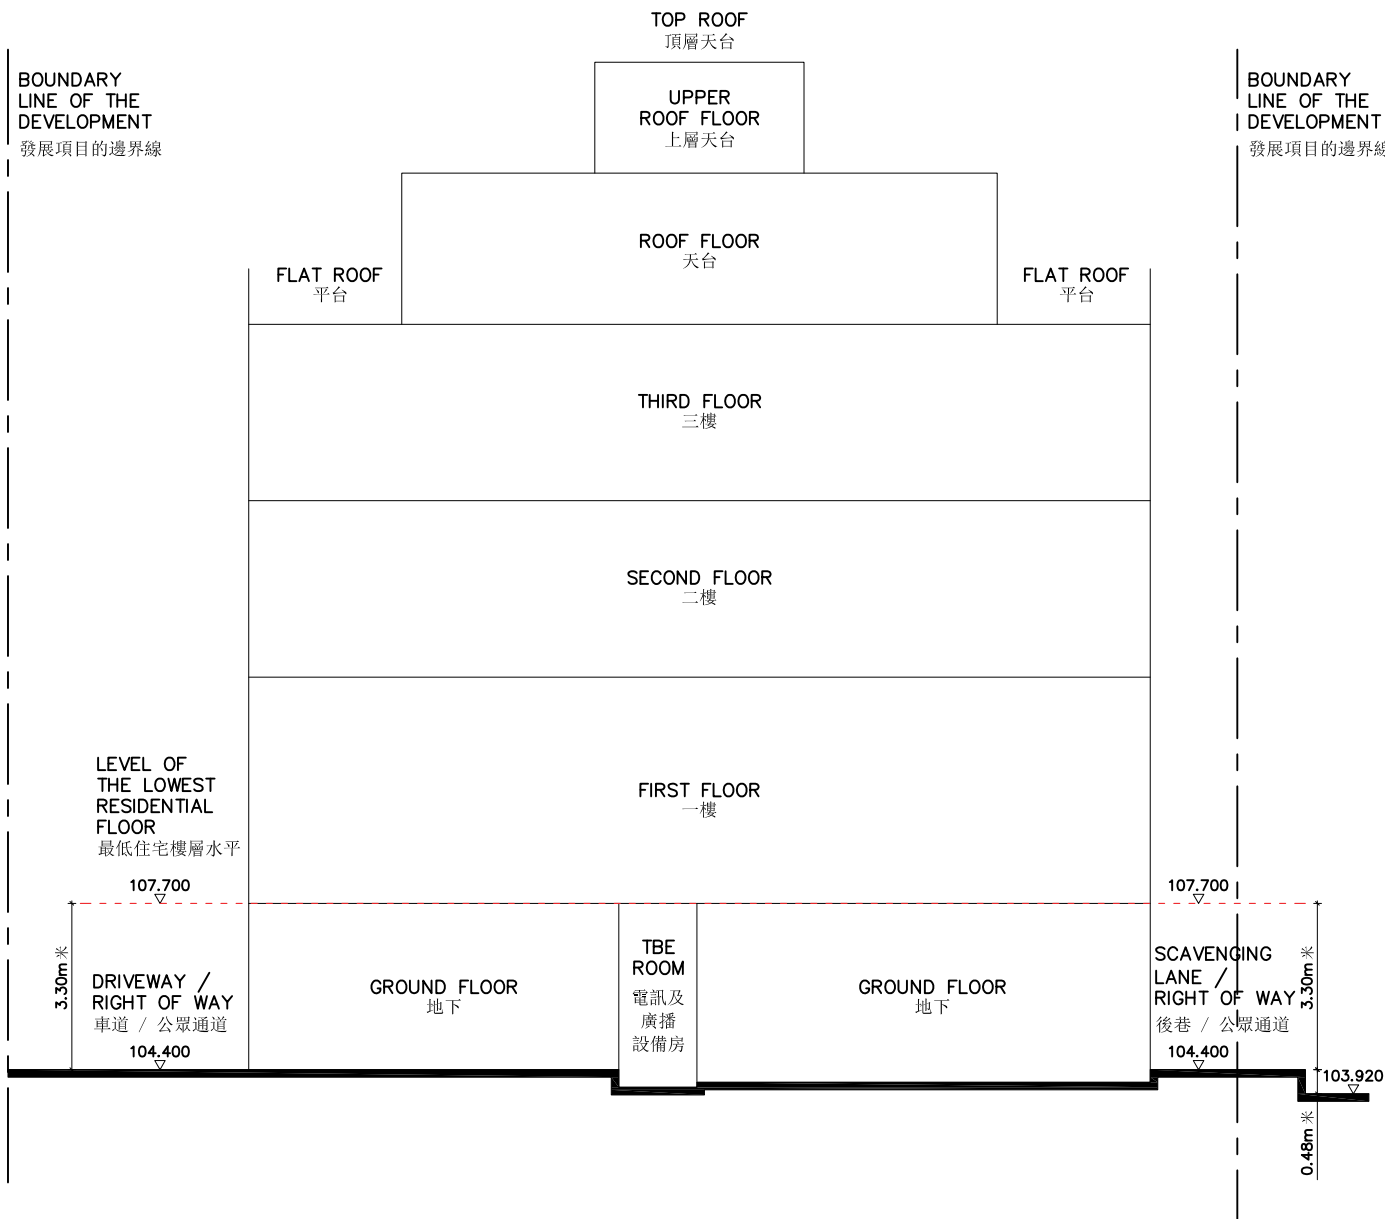 TOP ROOF
頂層天台
BOUNDARY
LINE OF THE
DEVELOPMENT
發展項目的邊界線
BOUNDARY
LINE OF THE
DEVELOPMENT
發展項目的邊界線
UPPER
ROOF FLOOR
上層天台
ROOF FLOOR
天台
FLAT ROOF
平台
FLAT ROOF
平台
THIRD FLOOR
三樓
SECOND FLOOR
二樓
FIRST FLOOR
一樓
LEVEL OF
THE LOWEST
RESIDENTIAL
FLOOR
最低住宅樓層水平
107.700
107.700
3.30m 米
DRIVEWAY /
RIGHT OF WAY
車道 / 公眾通道
104.400
GROUND FLOOR
地下
TBE
ROOM
電訊及
廣播
設備房
GROUND FLOOR
地下
SCAVENGING
LANE /
RIGHT OF WAY
後巷 / 公眾通道
104.400
3.30m 米
103.920
0.48m 米